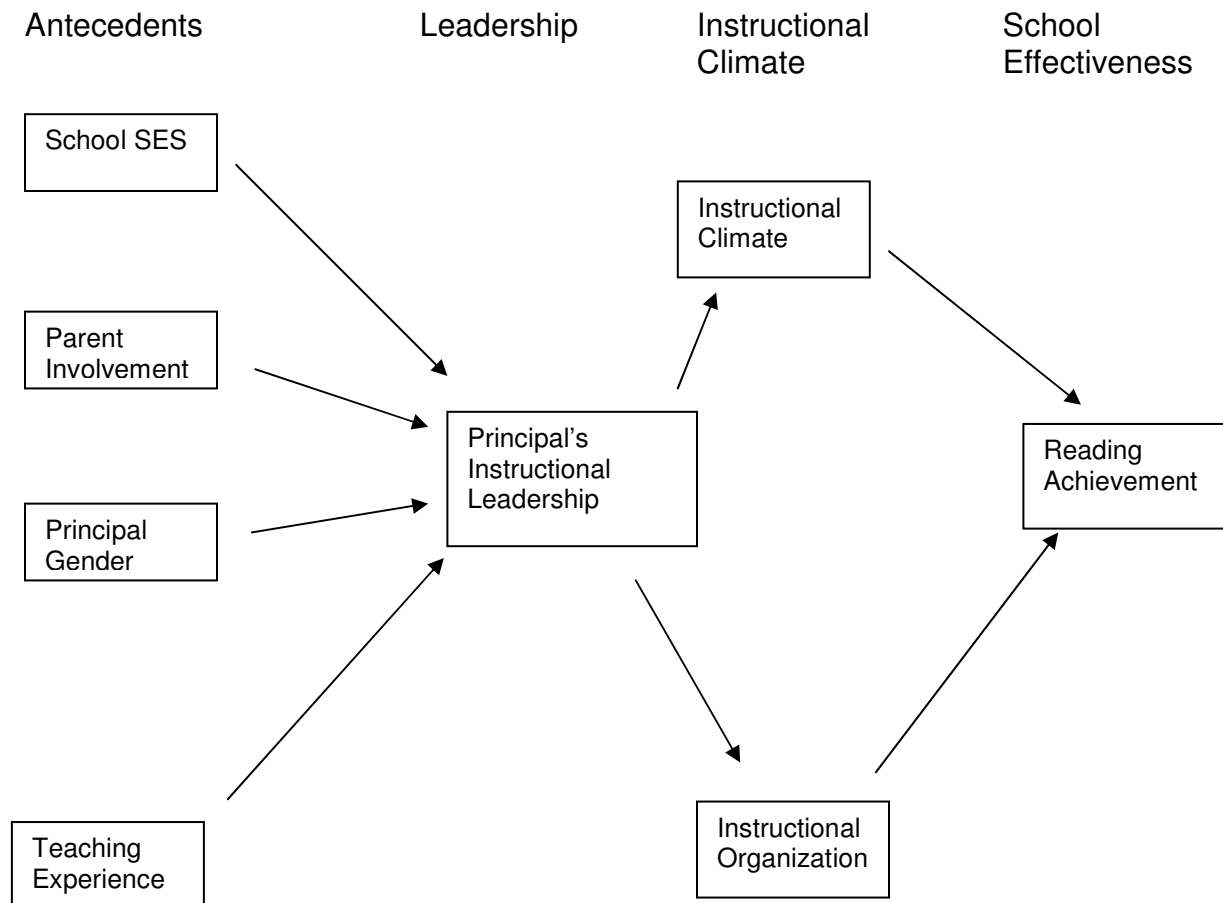 Antecedents
Leadership
Instructional
Climate
School
Effectiveness
School SES
Parent
Involvement
Principal
Gender
Teaching
Experience
Principal’s
Instructional
Leadership
Instructional
Climate
Instructional
Organization
Reading
Achievement